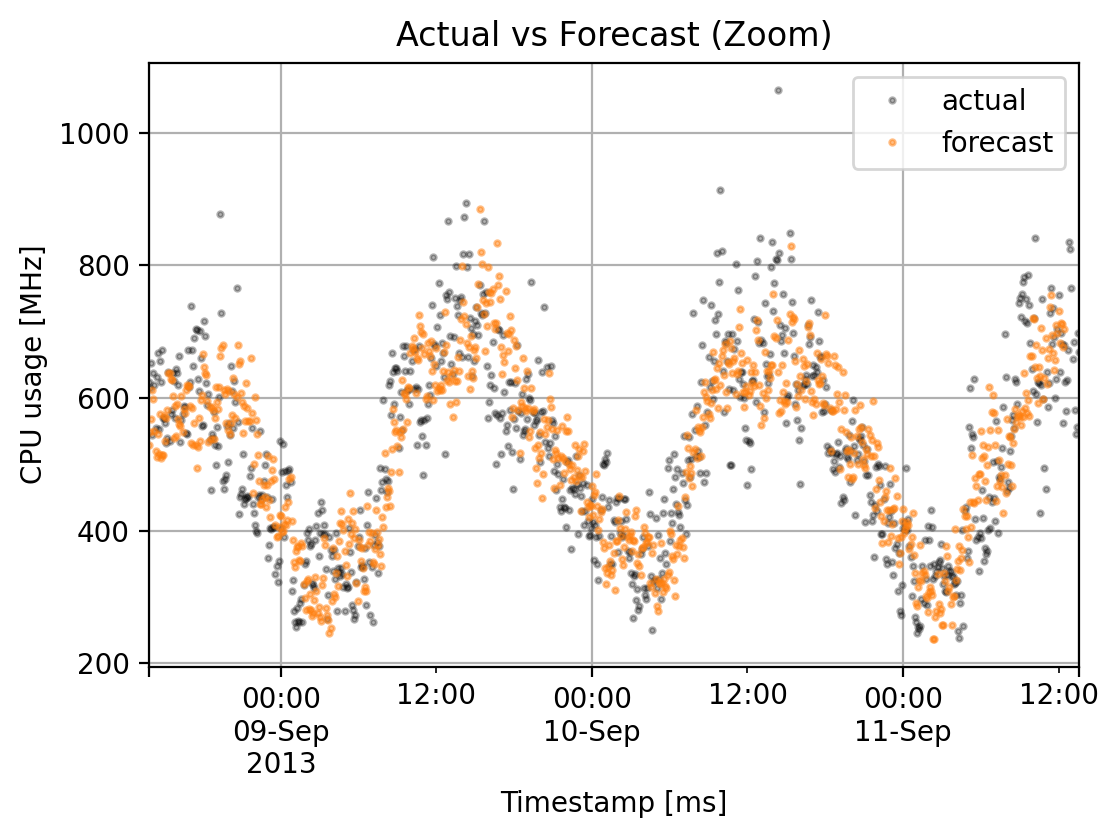 Actual vs Forecast (Zoom)
actual
forecast
CPU usage [MHz]
1000
800
600
400
200
00:00 12:00 00:00 12:00 00:00 12:00
09-Sep 10-Sep 11-Sep
2013
Timestamp [ms]